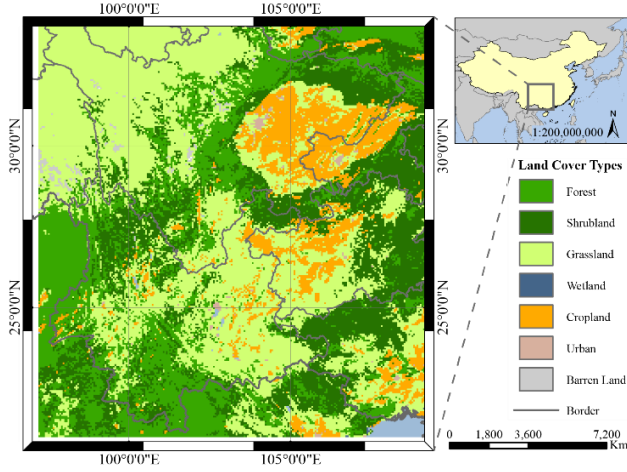 100°0'0"E 105°0'0"E
30°0'0"N
25°0'0"N
30°0'0"N
25°0'0"N
100°0'0"E 105°0'0"E
N
1:200,000,000
Land Cover Types
Forest
Shrubland
Grassland
Wetland
Cropland
Urban
Barren Land
Border
0 1,800 3,600 7,200
Km